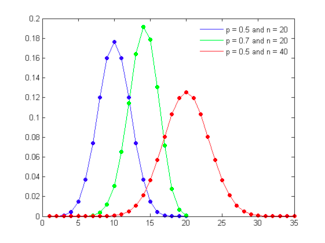 0.2
p = 0.5 and n = 20
0.18
p = 0.7 and n = 20
0.16
p = 0.5 and n = 40
0.14
0.12
0.1
0.08
0.06
0.04
0.02
0
0 5 10 15 20 25 30 35